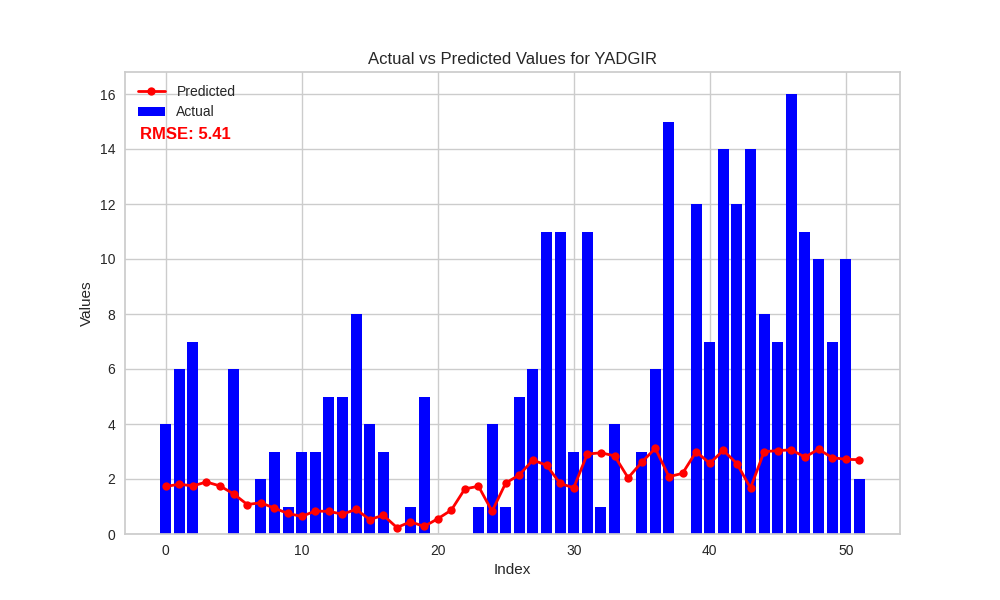 Actual vs Predicted Values for YADGIR
Predicted
Actual
RMSE: 5.41
Values
16
14
12
10
8
6
4
2
0
0 10 20 30 40 50
Index